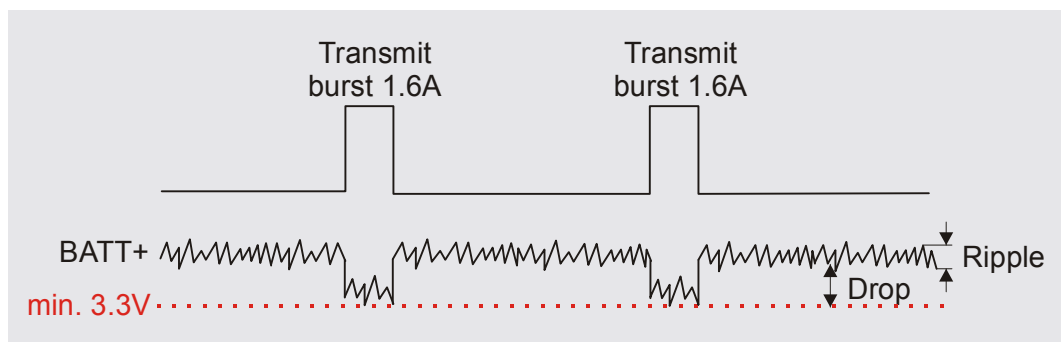 Transmit
burst 1.6A
Transmit
burst 1.6A
BATT+
Ripple
Drop
min. 3.3V